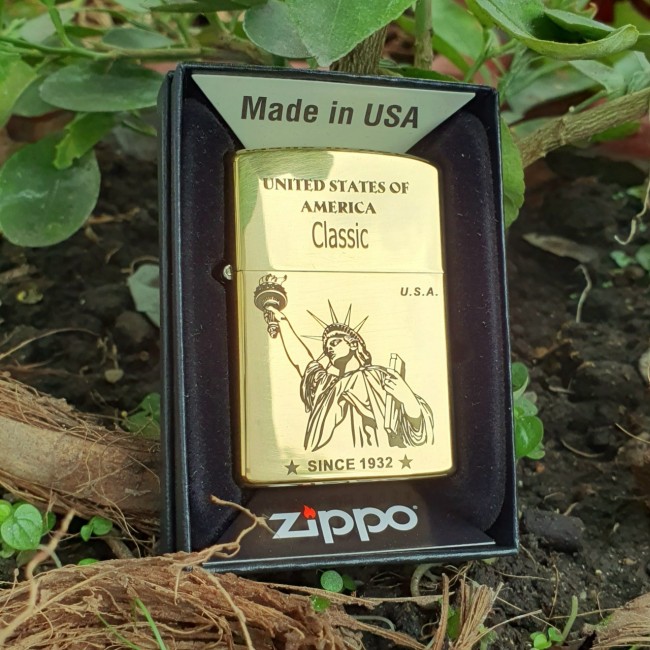 Made in USA
UNITED STATES OF
AMERICA
Classic
U.S.A.
★ SINCE 1932 ★
zippo®